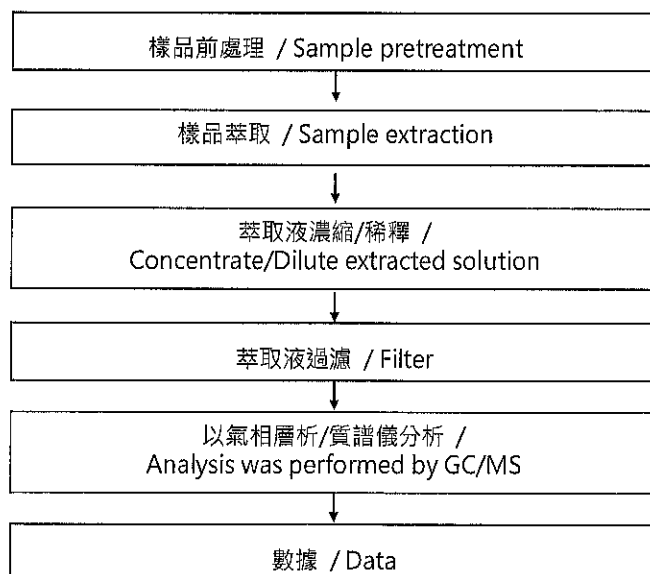 樣品前處理 / Sample pretreatment
樣品萃取 / Sample extraction
萃取液濃縮/稀釋 /
Concentrate/Dilute extracted solution
萃取液過濾 / Filter
以氣相層析/質譜儀分析 /
Analysis was performed by GC/MS
數據 / Data